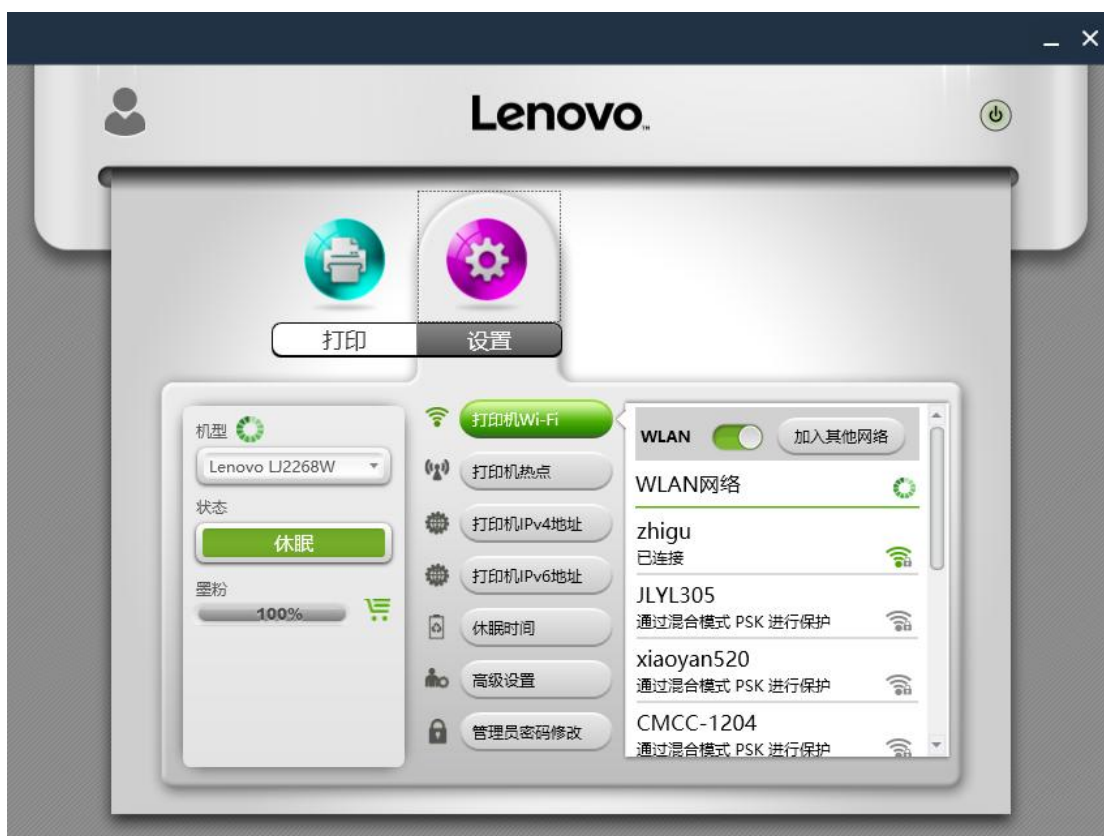 Lenovo
打印
设置
机型
Lenovo LJ2268W
状态
休眠
墨粉
100%
打印机Wi-Fi
打印机热点
打印机IPv4地址
打印机IPv6地址
休眠时间
高级设置
管理员密码修改
WLAN
加入其他网络
WLAN网络
zhigu
已连接
JLYL305
通过混合模式 PSK 进行保护
xiaoyan520
通过混合模式 PSK 进行保护
CMCC-1204
通过混合模式 PSK 进行保护